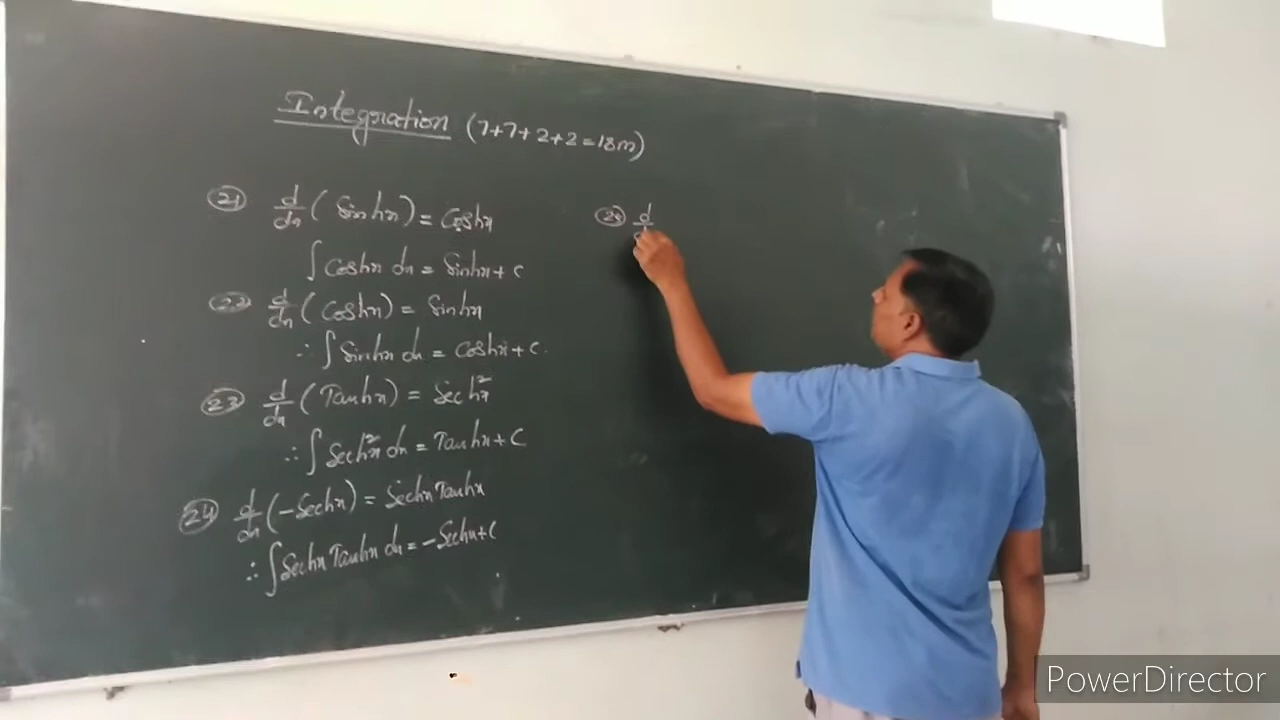 Integration (7+7+2+2=18m)
21 d/dx (Sinhx) = Coshx
∫ Coshx dx = Sinhx + C
22 d/dx (Coshx) = Sinhx
∴ ∫ Sinhx dx = Coshx + C.
23 d/dx (Tanhx) = Sech²x
∴ ∫ Sech²x dx = Tanhx + C
24 d/dx (-Sechx) = Sechx Tanhx
∴ ∫ Sechx Tanhx dx = -Sechx + C
25 d
PowerDirector